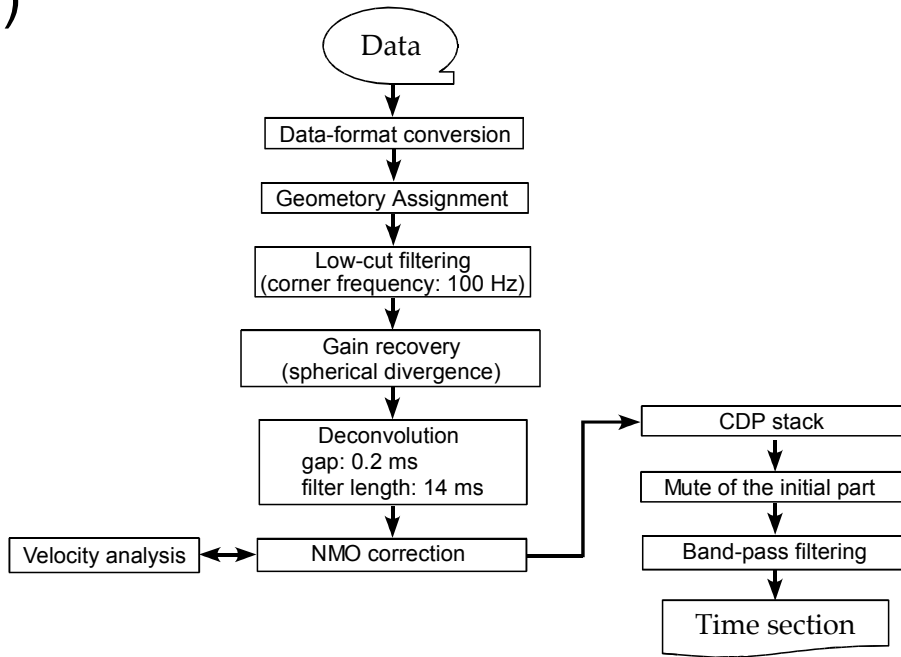 )
Data
Data-format conversion
Geometory Assignment
Low-cut filtering
(corner frequency: 100 Hz)
Gain recovery
(spherical divergence)
Deconvolution
gap: 0.2 ms
filter length: 14 ms
Velocity analysis
NMO correction
CDP stack
Mute of the initial part
Band-pass filtering
Time section